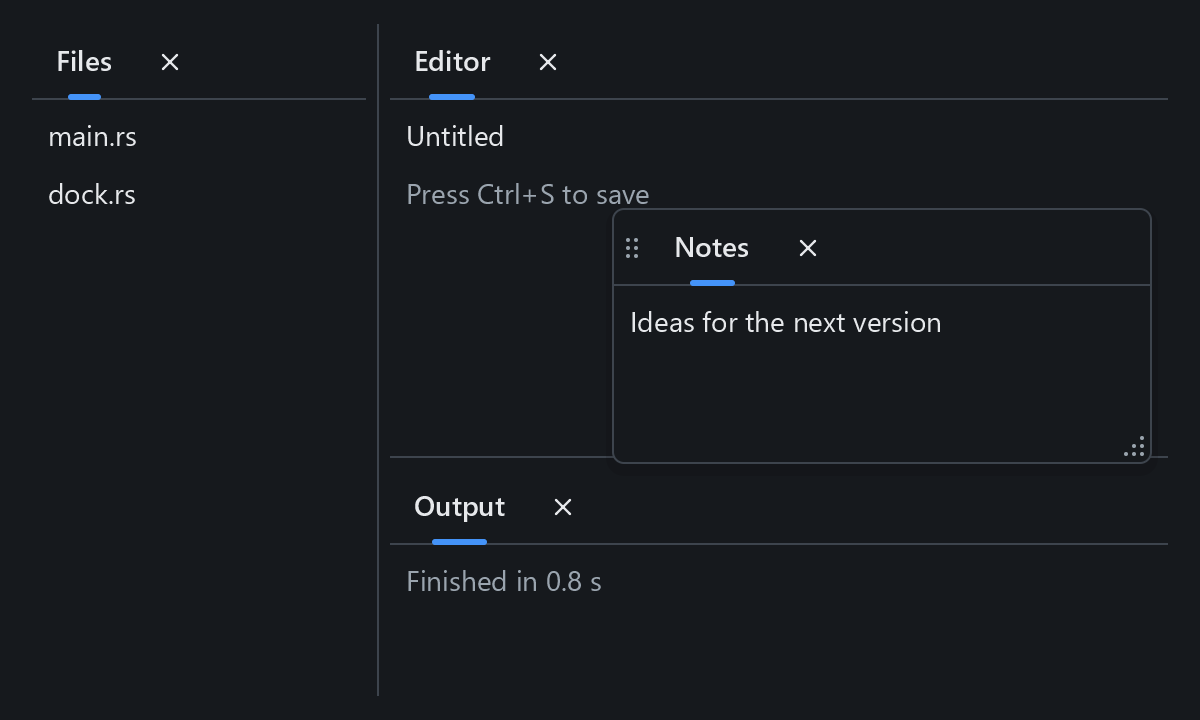 Files
main.rs
dock.rs
Editor
Untitled
Press Ctrl+S to save
Notes
Ideas for the next version
Output
Finished in 0.8 s